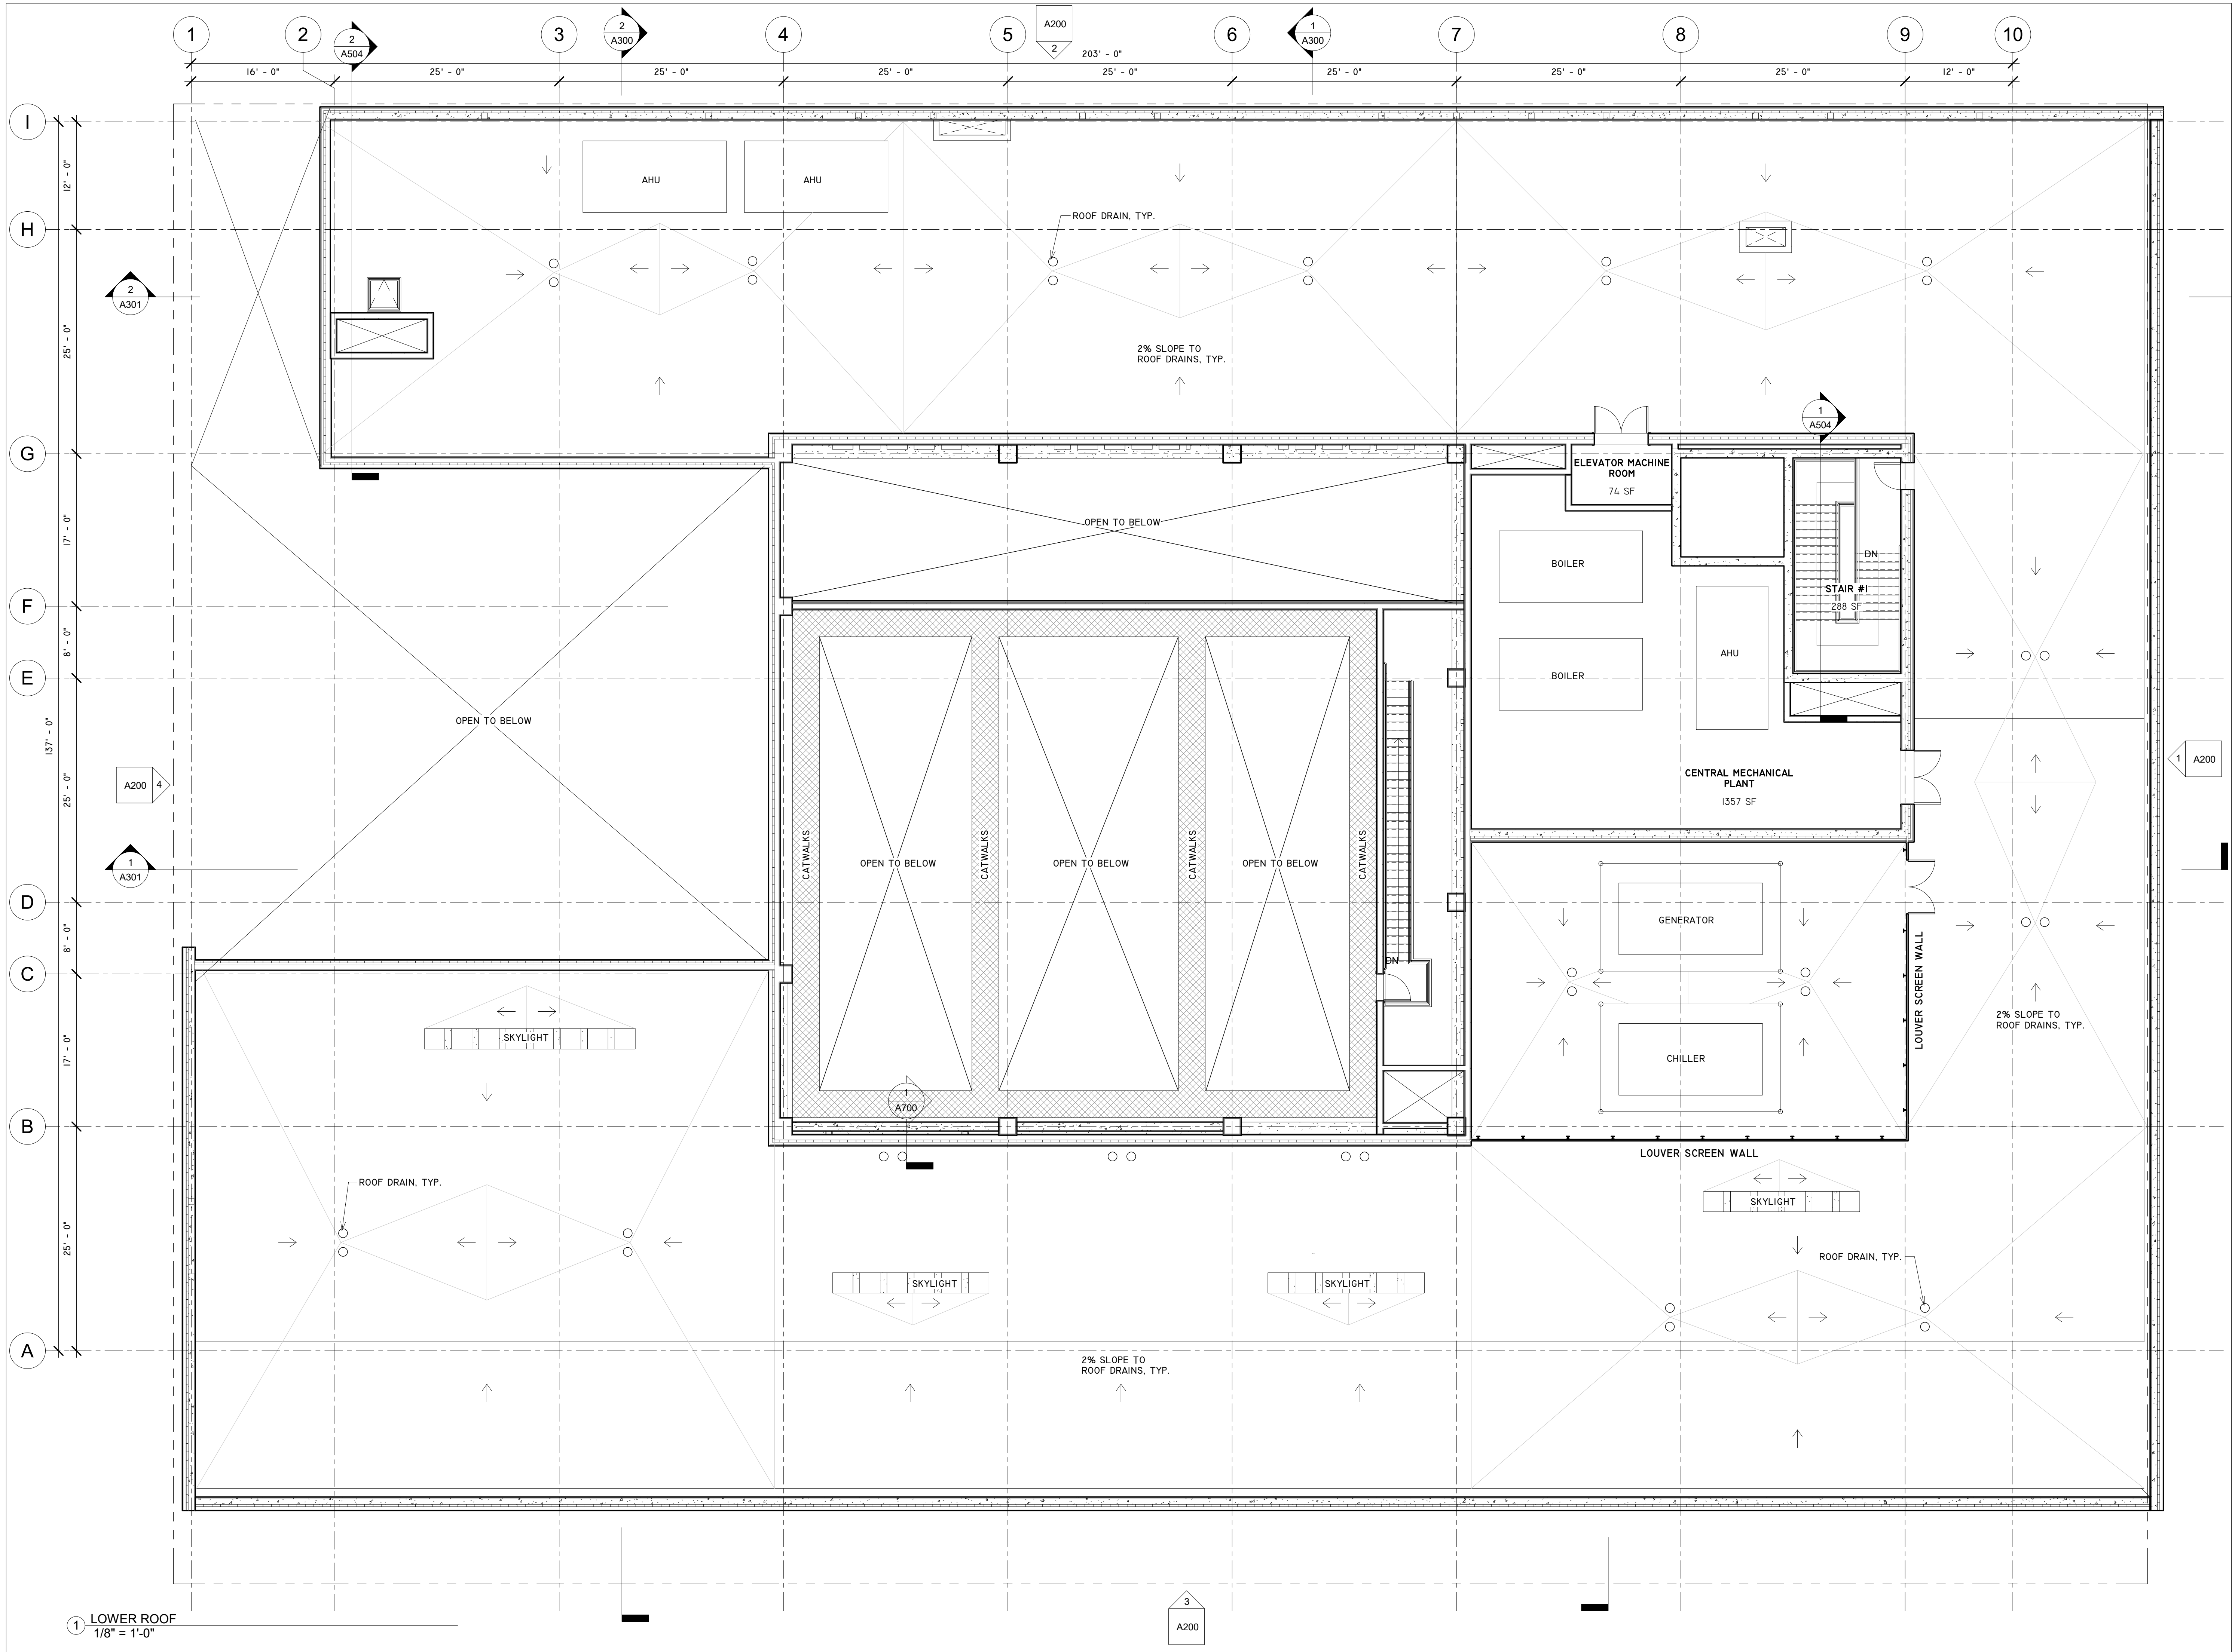 1
2
2
A504
3
2
A300
4
5
A200
2
6
1
A300
7
8
9
10
203' - 0"
16' - 0"
25' - 0"
25' - 0"
25' - 0"
25' - 0"
25' - 0"
25' - 0"
25' - 0"
12' - 0"
I
12' - 0"
AHU
AHU
H
ROOF DRAIN, TYP.
2
A301
25' - 0"
2% SLOPE TO
ROOF DRAINS, TYP.
1
A504
G
ELEVATOR MACHINE
ROOM
74 SF
17' - 0"
OPEN TO BELOW
BOILER
DN
STAIR #1
288 SF
F
8' - 0"
AHU
E
BOILER
OPEN TO BELOW
137' - 0"
A200
4
1
A200
25' - 0"
CENTRAL MECHANICAL
PLANT
1357 SF
CATWALKS
CATWALKS
CATWALKS
CATWALKS
OPEN TO BELOW
OPEN TO BELOW
OPEN TO BELOW
1
A301
D
GENERATOR
8' - 0"
DN
LOUVER SCREEN WALL
C
17' - 0"
SKYLIGHT
2% SLOPE TO
ROOF DRAINS, TYP.
CHILLER
1
A700
B
LOUVER SCREEN WALL
ROOF DRAIN, TYP.
SKYLIGHT
25' - 0"
ROOF DRAIN, TYP.
SKYLIGHT
SKYLIGHT
A
2% SLOPE TO
ROOF DRAINS, TYP.
3
A200
1
LOWER ROOF
1/8" = 1'-0"